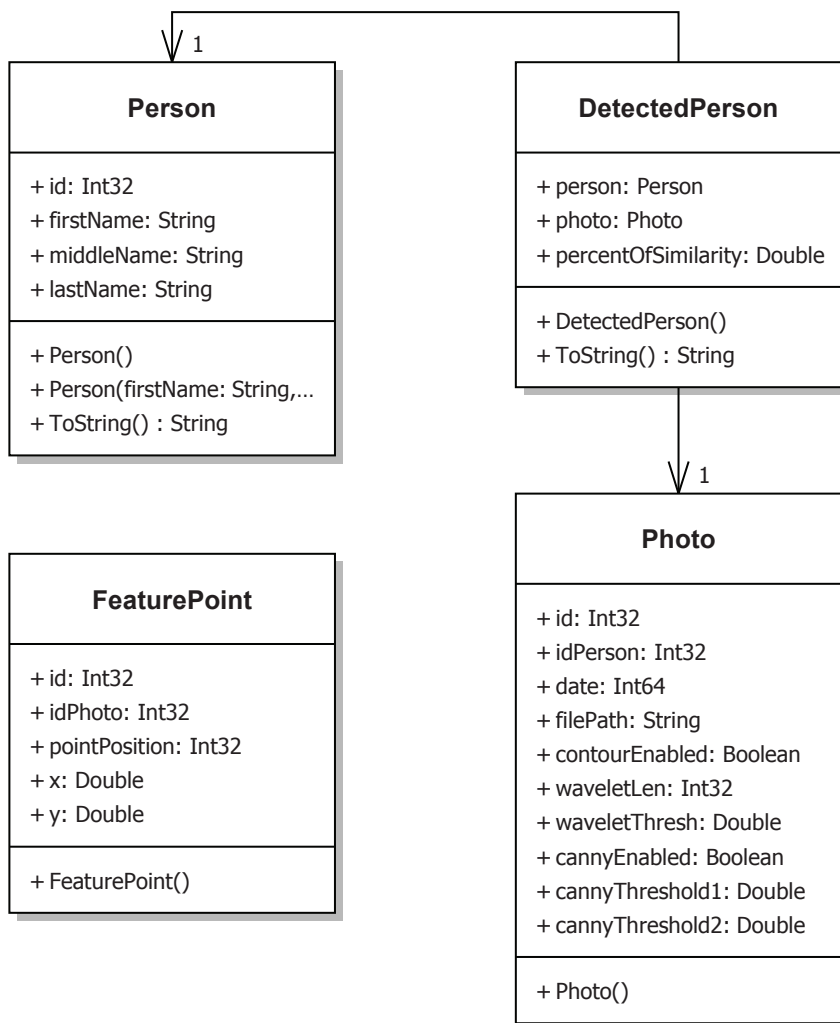 1
Person
+ id: Int32
+ firstName: String
+ middleName: String
+ lastName: String
+ Person()
+ Person(firstName: String,...
+ ToString() : String
DetectedPerson
+ person: Person
+ photo: Photo
+ percentOfSimilarity: Double
+ DetectedPerson()
+ ToString() : String
1
FeaturePoint
+ id: Int32
+ idPhoto: Int32
+ pointPosition: Int32
+ x: Double
+ y: Double
+ FeaturePoint()
Photo
+ id: Int32
+ idPerson: Int32
+ date: Int64
+ filePath: String
+ contourEnabled: Boolean
+ waveletLen: Int32
+ waveletThresh: Double
+ cannyEnabled: Boolean
+ cannyThreshold1: Double
+ cannyThreshold2: Double
+ Photo()